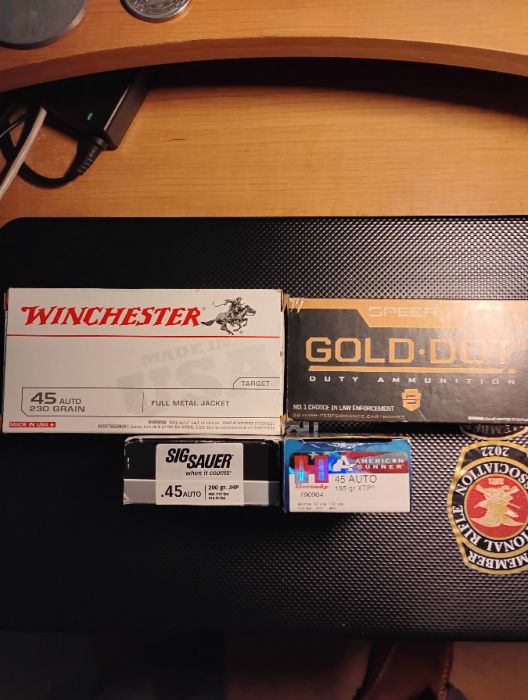 WINCHESTER
MADE IN
USA
TARGET
45 AUTO
230 GRAIN
FULL METAL JACKET
MADE IN USA
WARNING:
SPEER
GOLD DOT
DUTY AMMUNITION
NO. 1 CHOICE IN LAW ENFORCEMENT
SIG
SAUER
when it counts
.45 AUTO
200 gr. JHP
H
Hornady
AMERICAN
GUNNER
45 AUTO
185 gr XTP
#90904
NATIONAL RIFLE ASSOCIATION
MEMBER
2022